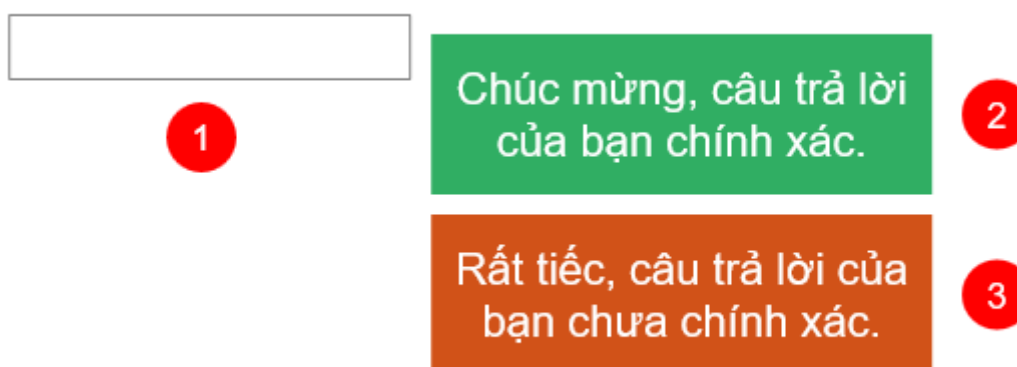 Chúc mừng, câu trả lời
của bạn chính xác.
2
1
Rất tiếc, câu trả lời của
bạn chưa chính xác.
3